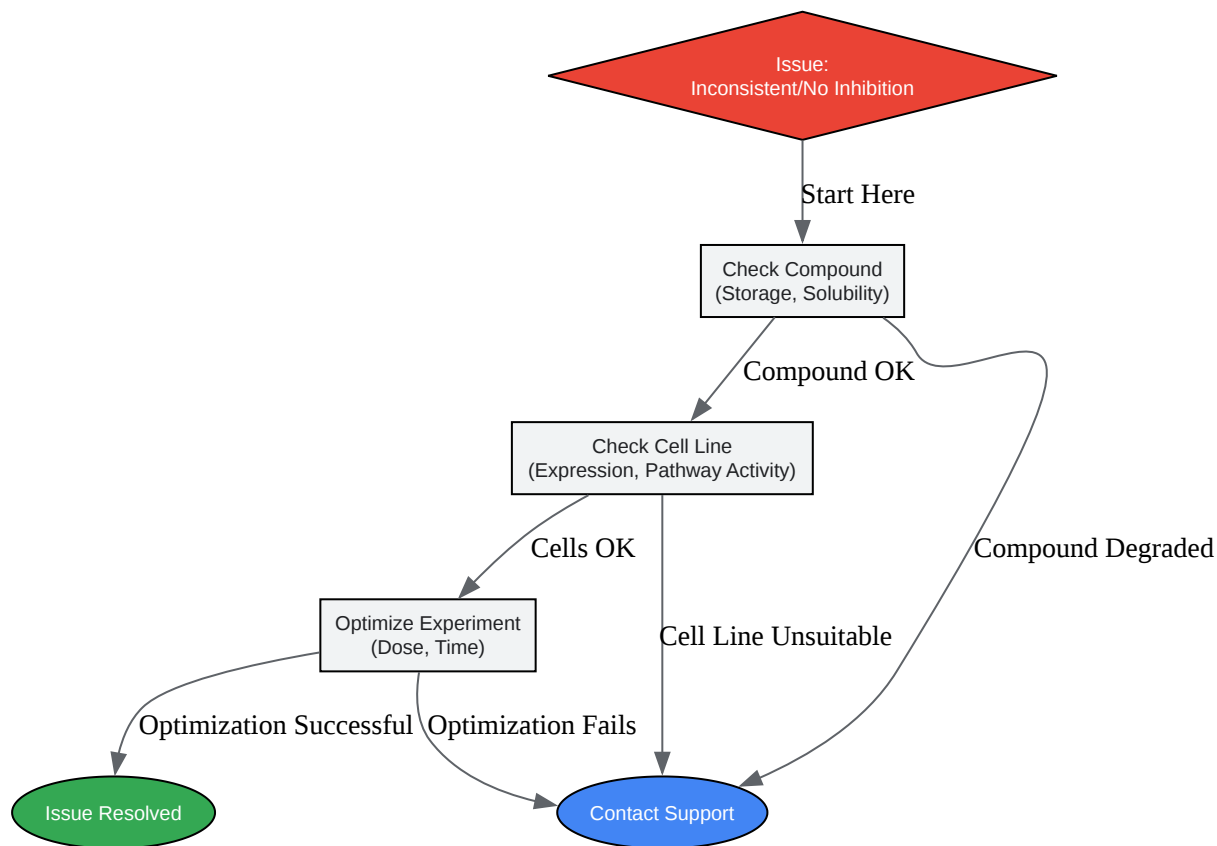 Issue:
Inconsistent/No Inhibition
Start Here
Check Compound
(Storage, Solubility)
Compound OK
Check Cell Line
(Expression, Pathway Activity)
Cells OK
Compound Degraded
Optimize Experiment
(Dose, Time)
Cell Line Unsuitable
Optimization Successful
Optimization Fails
Issue Resolved
Contact Support